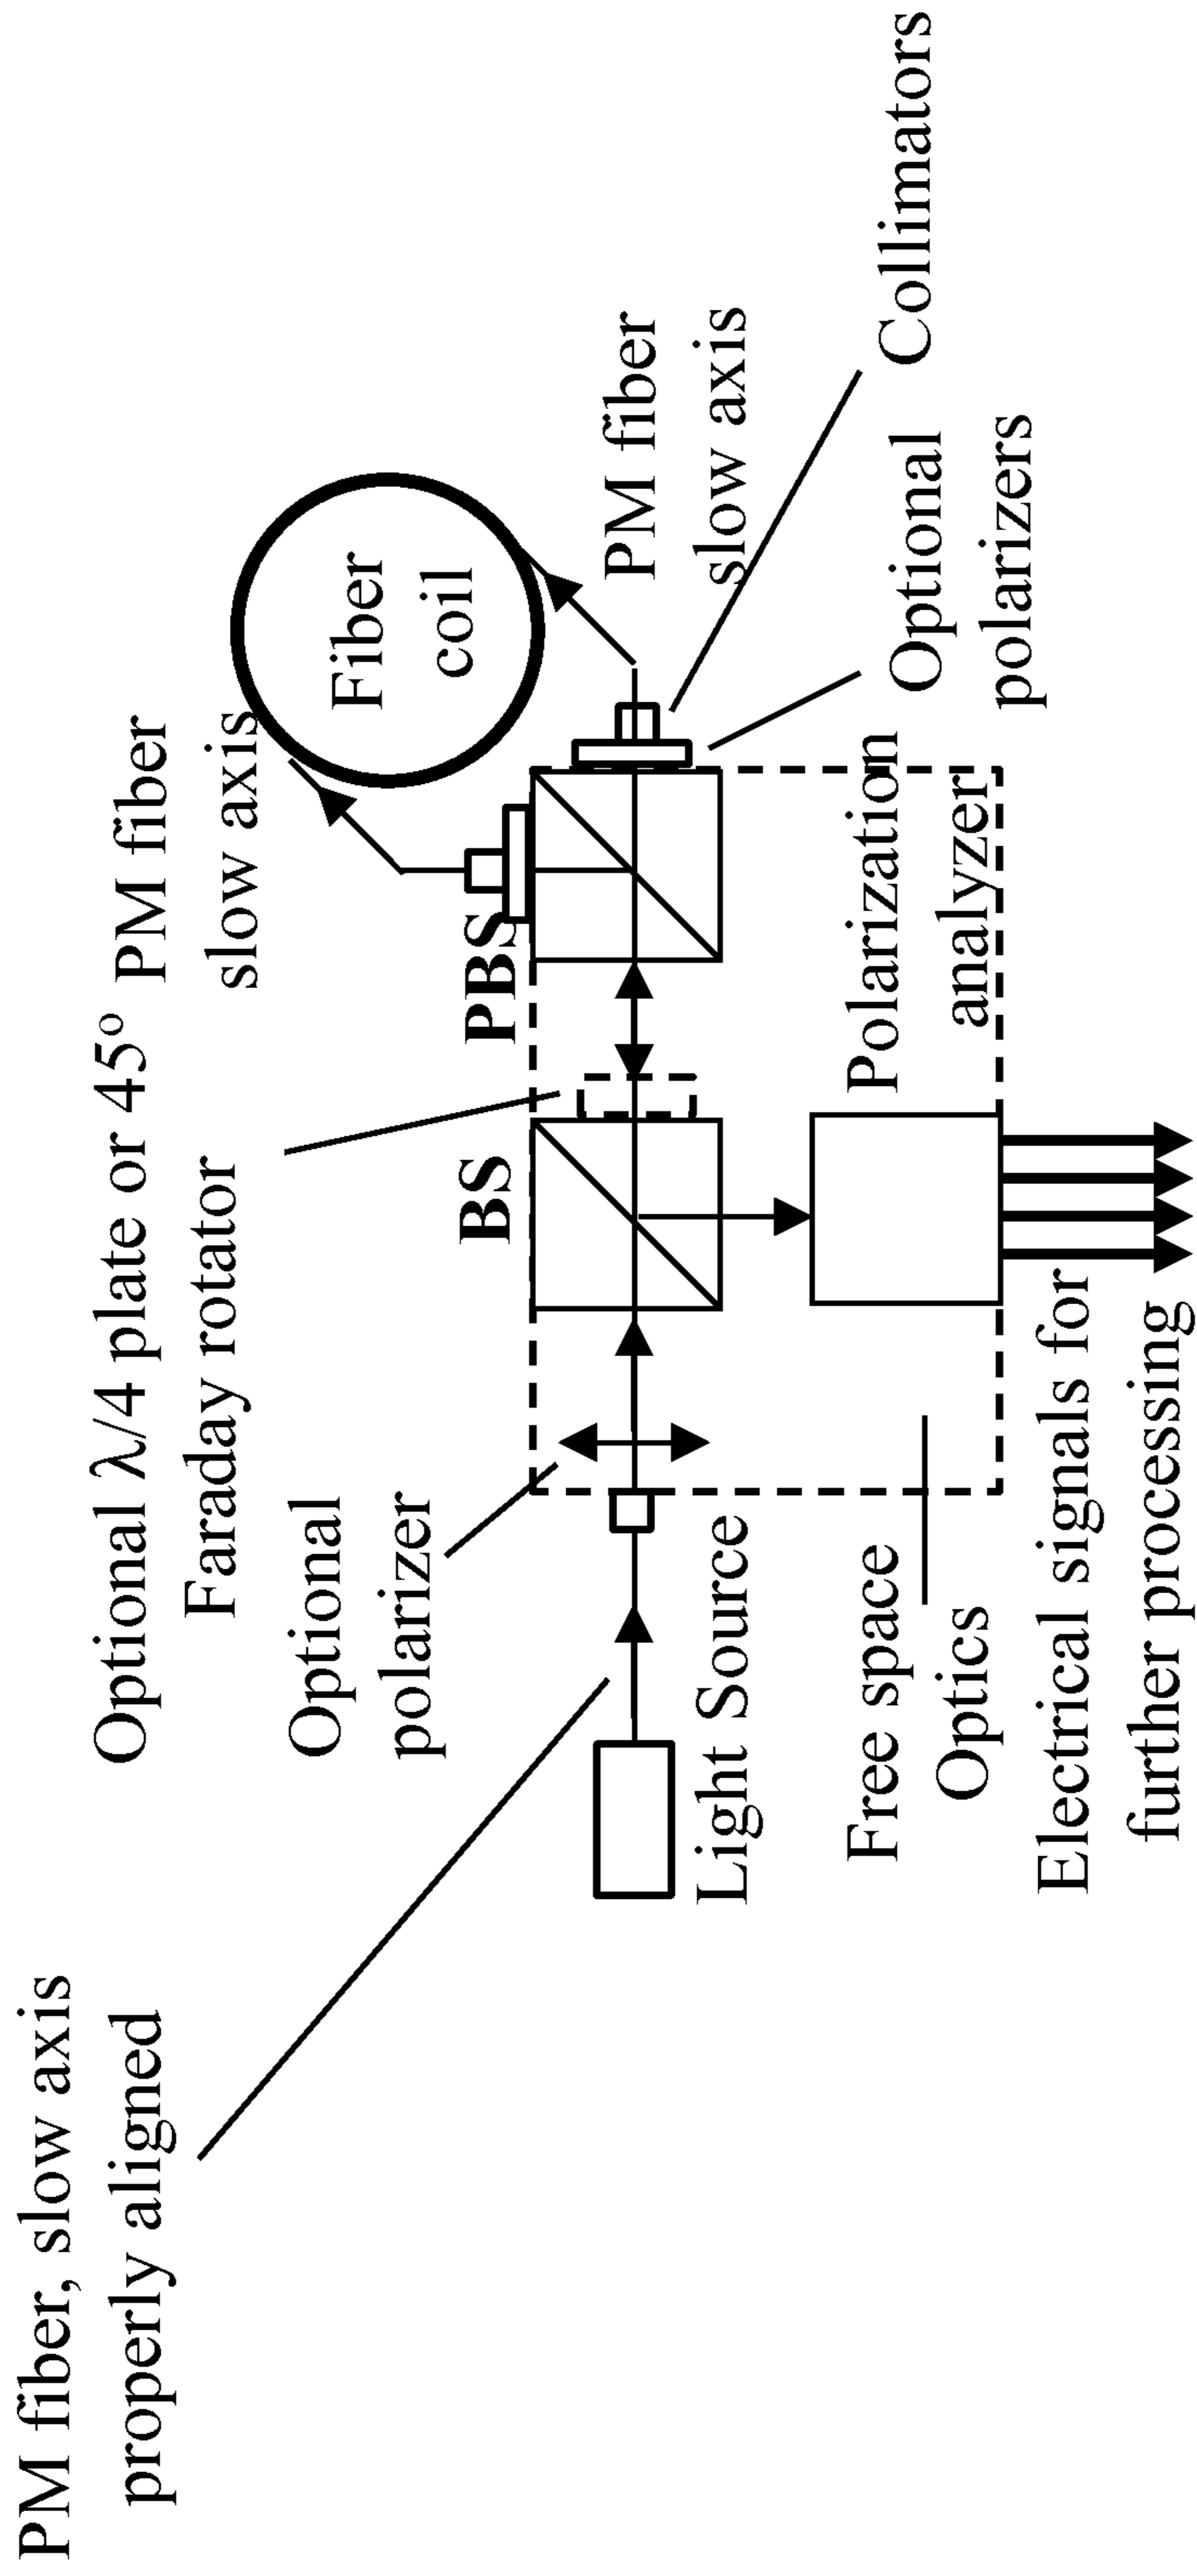 PM fiber, slow axis
properly aligned
Optional λ/4 plate or 45°
Faraday rotator
Optional
polarizer
PM fiber
slow axis
Fiber
coil
BS
PBS
PM fiber
slow axis
Light Source
Collimators
Optional
polarizers
Polarization
analyzer
Free space
Optics
Electrical signals for
further processing